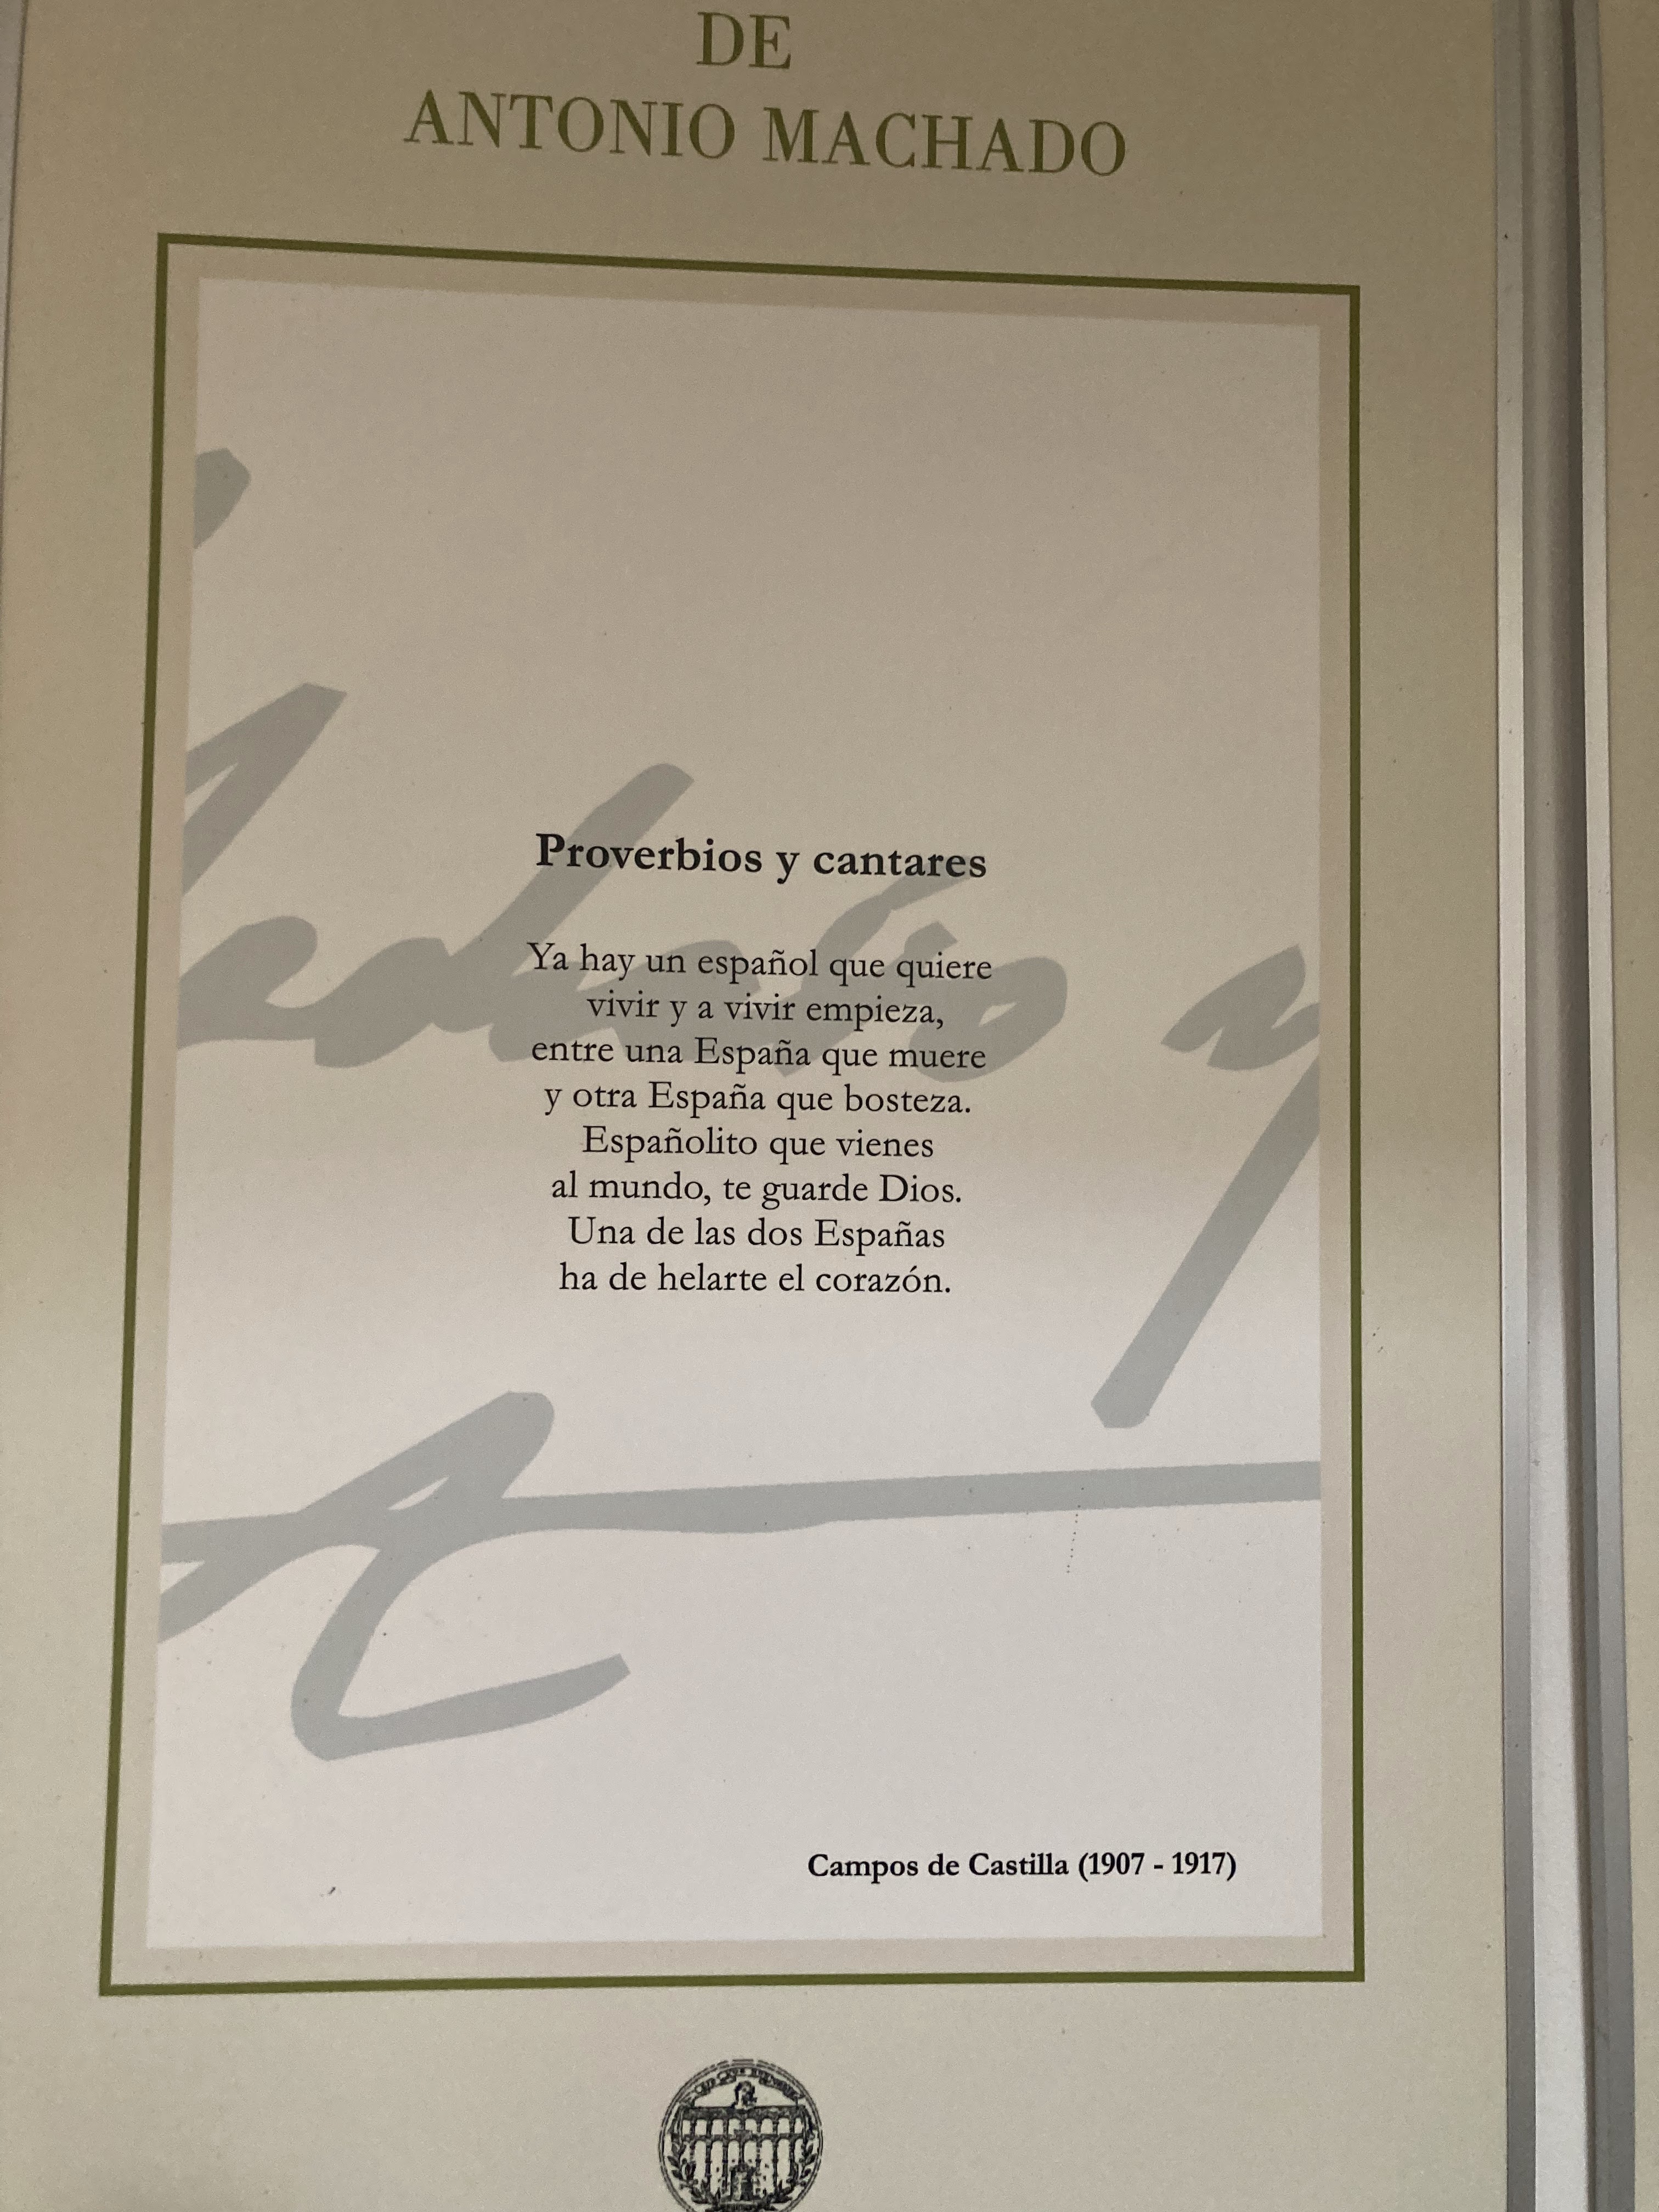 DE
ANTONIO MACHADO
Proverbios y cantares
Ya hay un español que quiere
vivir y a vivir empieza,
entre una España que muere
y otra España que bosteza.
Españolito que vienes
al mundo, te guarde Dios.
Una de las dos Españas
ha de helarte el corazón.
Campos de Castilla (1907 - 1917)